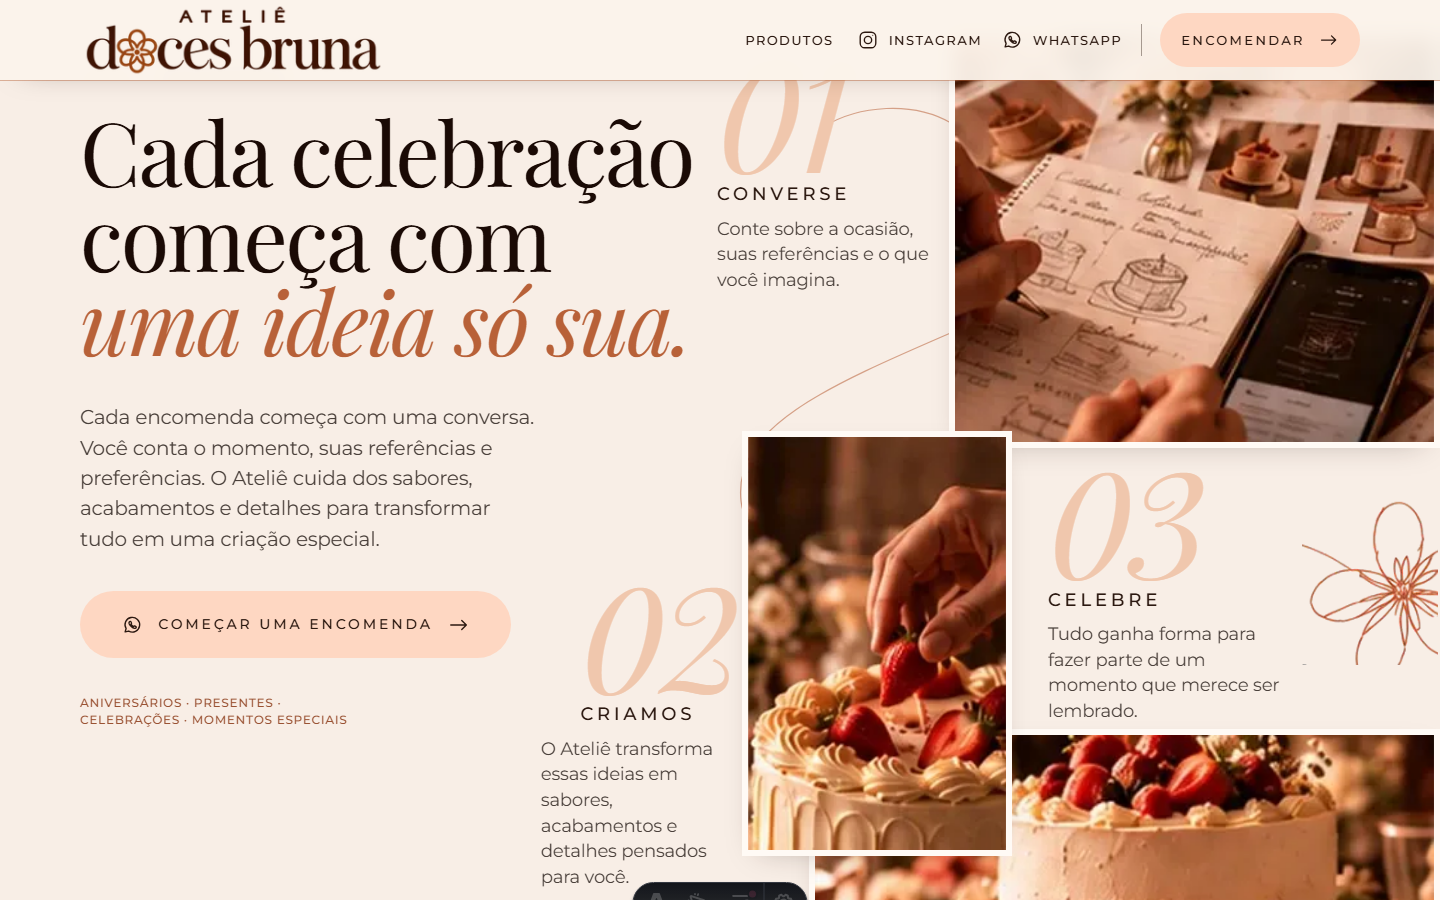 ATELIÊ
doces bruna
PRODUTOS
INSTAGRAM
WHATSAPP
ENCOMENDAR
Cada celebração
começa com
uma ideia só sua.
Cada encomenda começa com uma conversa.
Você conta o momento, suas referências e
preferências. O Ateliê cuida dos sabores,
acabamentos e detalhes para transformar
tudo em uma criação especial.
COMEÇAR UMA ENCOMENDA
ANIVERSÁRIOS · PRESENTES ·
CELEBRAÇÕES · MOMENTOS ESPECIAIS
01
CONVERSE
Conte sobre a ocasião,
suas referências e o que
você imagina.
02
CRIAMOS
O Ateliê transforma
essas ideias em
sabores,
acabamentos e
detalhes pensados
para você.
03
CELEBRE
Tudo ganha forma para
fazer parte de um
momento que merece ser
lembrado.